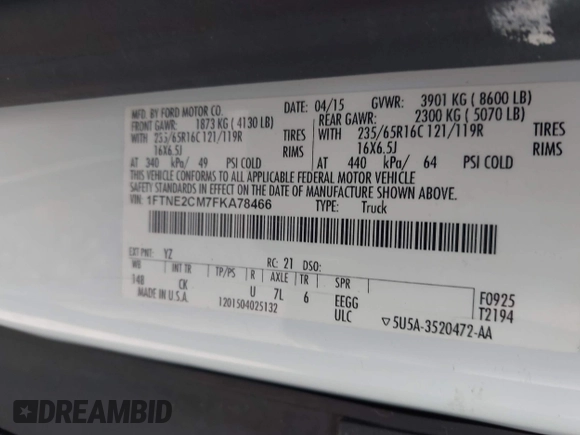 MFD. BY FORD MOTOR CO.
DATE: 04/15 GVWR: 3901 KG ( 8600 LB)
FRONT GAWR: 1873 KG ( 4130 LB) REAR GAWR: 2300 KG ( 5070 LB)
WITH 235/65R16C 121/119R TIRES WITH 235/65R16C 121/119R TIRES
16X6.5J RIMS 16X6.5J RIMS
AT 340 kPa/ 49 PSI COLD AT 440 kPa/ 64 PSI COLD
THIS VEHICLE CONFORMS TO ALL APPLICABLE FEDERAL MOTOR VEHICLE
SAFETY STANDARDS IN EFFECT ON THE DATE OF MANUFACTURE SHOWN ABOVE.
VIN: 1FTNE2CM7FKA78466 TYPE: Truck
EXT PNT: YZ RC: 21 DSO:
WB INT TR TP/PS R AXLE TR SPR F0925
148 CK U 7L 6 EEGG T2194
MADE IN U.S.A. 1201504025132 ULC ▽5U5A-3520472-AA
DREAMBID